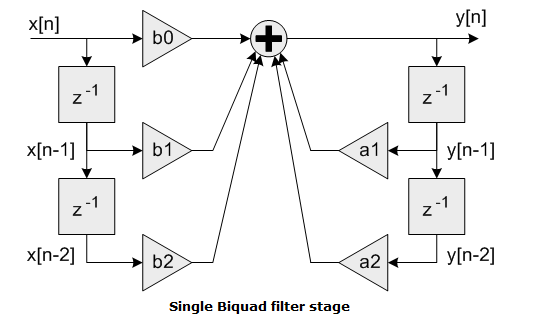 x[n]
b0
y[n]
z -1
z -1
x[n-1]
b1
a1
y[n-1]
z -1
z -1
x[n-2]
b2
a2
y[n-2]
Single Biquad filter stage